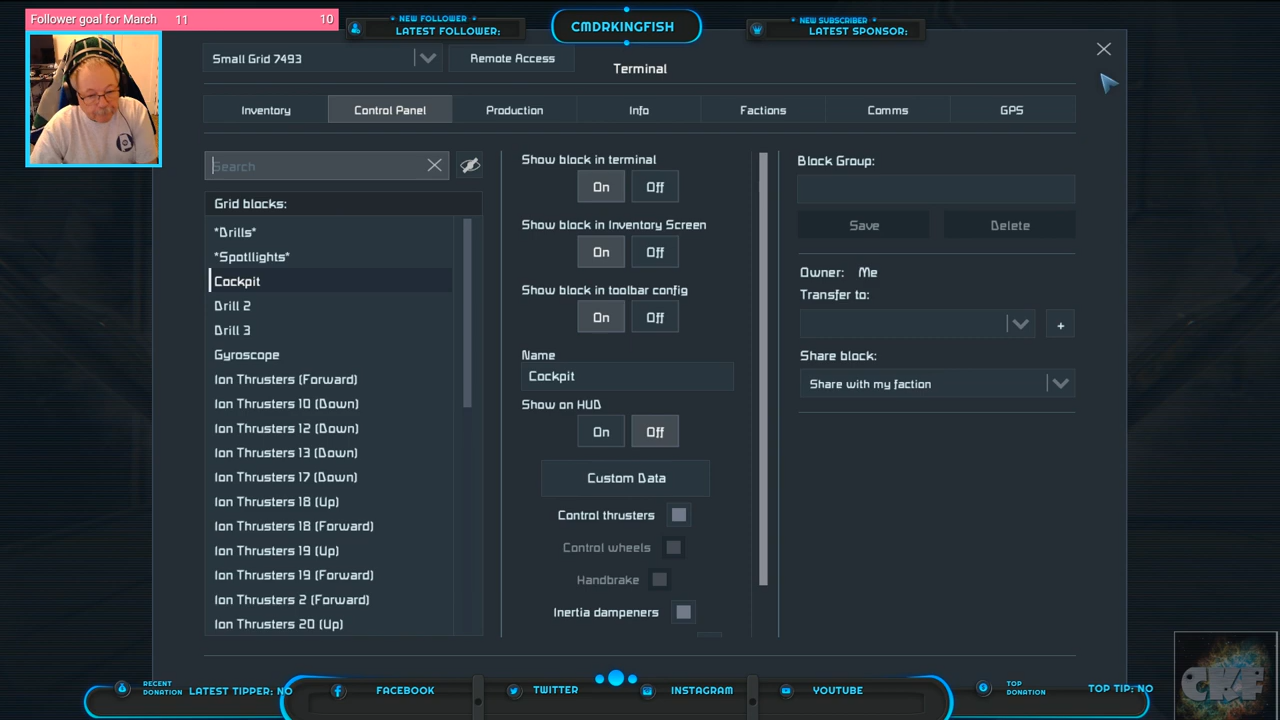 Follower goal for March 11 10
NEW FOLLOWER
LATEST FOLLOWER:
CMDRKINGFISH
NEW SUBSCRIBER
LATEST SPONSOR:
Small Grid 7493
Remote Access
Terminal
Inventory
Control Panel
Production
Info
Factions
Comms
GPS
Search
Grid blocks:
*Drills*
*Spotllights*
Cockpit
Drill 2
Drill 3
Gyroscope
Ion Thrusters (Forward)
Ion Thrusters 10 (Down)
Ion Thrusters 12 (Down)
Ion Thrusters 13 (Down)
Ion Thrusters 17 (Down)
Ion Thrusters 18 (Up)
Ion Thrusters 18 (Forward)
Ion Thrusters 19 (Up)
Ion Thrusters 19 (Forward)
Ion Thrusters 2 (Forward)
Ion Thrusters 20 (Up)
Show block in terminal
On Off
Show block in Inventory Screen
On Off
Show block in toolbar config
On Off
Name
Cockpit
Show on HUD
On Off
Custom Data
Control thrusters
Control wheels
Handbrake
Inertia dampeners
Block Group:
Save
Delete
Owner: Me
Transfer to:
+
Share block:
Share with my faction
RECENT
DONATION
LATEST TIPPER: NO
FACEBOOK
TWITTER
INSTAGRAM
YOUTUBE
TOP
DONATION
TOP TIP: NO
CKF